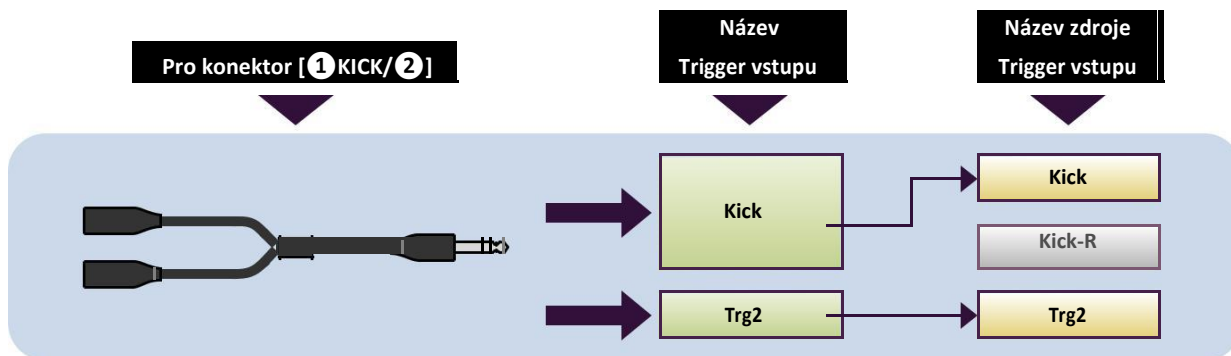 Pro konektor [❶KICK/❷]
Název
Trigger vstupu
Název zdroje
Trigger vstupu
Kick
Kick
Kick-R
Trg2
Trg2